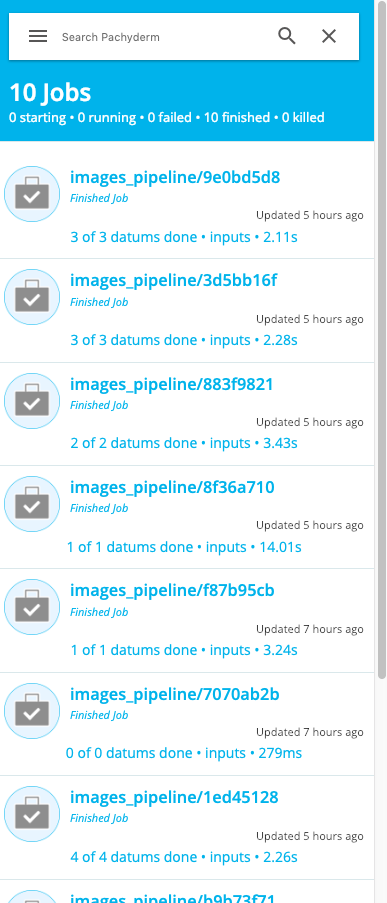 Search Pachyderm
10 Jobs
0 starting • 0 running • 0 failed • 10 finished • 0 killed
images_pipeline/9e0bd5d8
Finished Job
Updated 5 hours ago
3 of 3 datums done • inputs • 2.11s
images_pipeline/3d5bb16f
Finished Job
Updated 5 hours ago
3 of 3 datums done • inputs • 2.28s
images_pipeline/883f9821
Finished Job
Updated 5 hours ago
2 of 2 datums done • inputs • 3.43s
images_pipeline/8f36a710
Finished Job
Updated 5 hours ago
1 of 1 datums done • inputs • 14.01s
images_pipeline/f87b95cb
Finished Job
Updated 7 hours ago
1 of 1 datums done • inputs • 3.24s
images_pipeline/7070ab2b
Finished Job
Updated 7 hours ago
0 of 0 datums done • inputs • 279ms
images_pipeline/1ed45128
Finished Job
Updated 5 hours ago
4 of 4 datums done • inputs • 2.26s
images_pipeline/b9b73f71